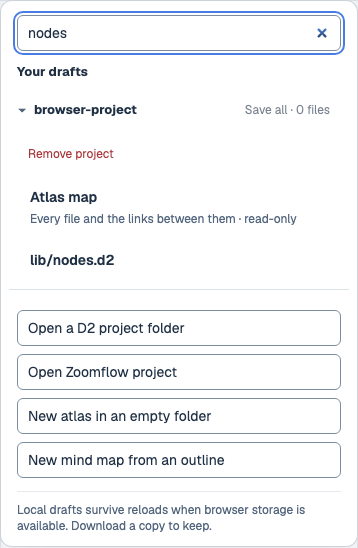 nodes
Your drafts
browser-project
Save all · 0 files
Remove project
Atlas map
Every file and the links between them · read-only
lib/nodes.d2
Open a D2 project folder
Open Zoomflow project
New atlas in an empty folder
New mind map from an outline
Local drafts survive reloads when browser storage is
available. Download a copy to keep.